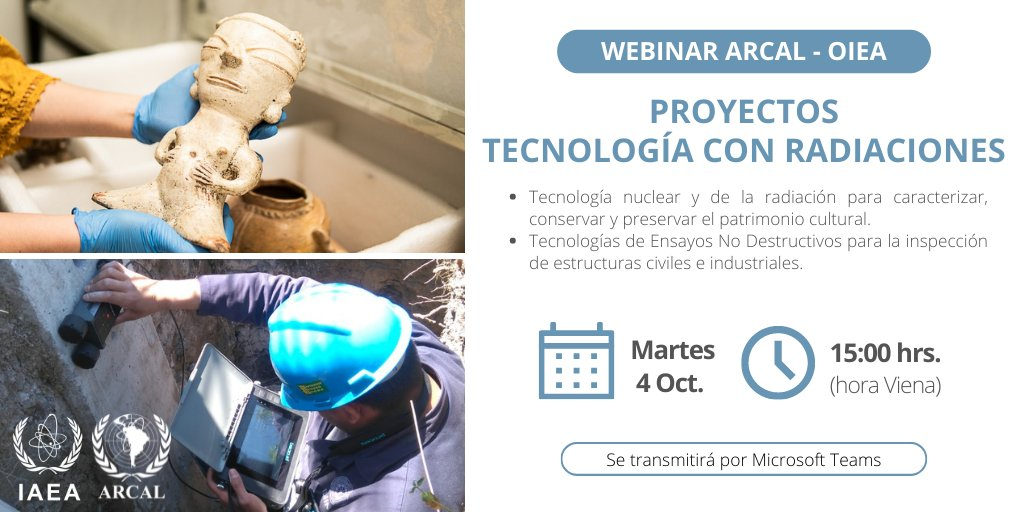 WEBINAR ARCAL - OIEA
PROYECTOS
TECNOLOGÍA CON RADIACIONES
• Tecnología nuclear y de la radiación para caracterizar,
conservar y preservar el patrimonio cultural.
• Tecnologías de Ensayos No Destructivos para la inspección
de estructuras civiles e industriales.
Martes
4 Oct.
15:00 hrs.
(hora Viena)
Se transmitirá por Microsoft Teams
IAEA
ARCAL